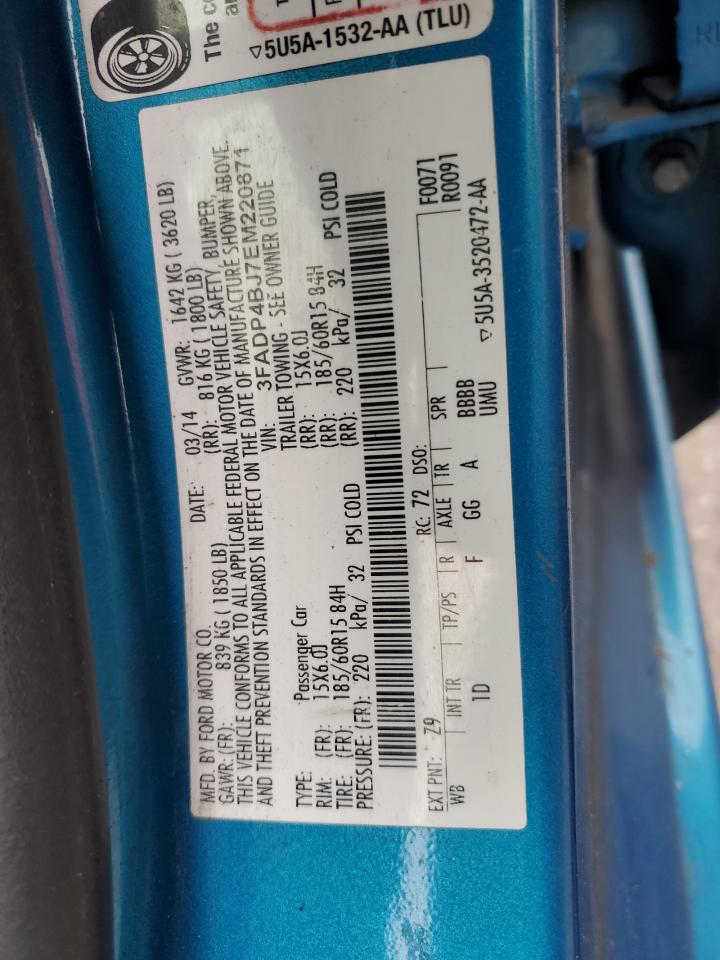 The co
an
▽5U5A-1532-AA (TLU)
MFD. BY FORD MOTOR CO. DATE: 03/14 GVWR: 1642 KG ( 3620 LB)
GAWR: (FR): 839 KG ( 1850 LB) (RR): 816 KG ( 1800 LB)
THIS VEHICLE CONFORMS TO ALL APPLICABLE FEDERAL MOTOR VEHICLE SAFETY, BUMPER,
AND THEFT PREVENTION STANDARDS IN EFFECT ON THE DATE OF MANUFACTURE SHOWN ABOVE.
VIN: 3FADP4BJ7EM220871
TYPE: Passenger Car TRAILER TOWING - SEE OWNER GUIDE
RIM: (FR): 15X6.0J (RR): 15X6.0J
TIRE: (FR): 185/60R15 84H (RR): 185/60R15 84H
PRESSURE: (FR): 220 kPa/ 32 PSI COLD (RR): 220 kPa/ 32 PSI COLD
EXT PNT: Z9 RC: 72 DSO: F0071
WB INT TR TP/PS R AXLE TR SPR R0091
1D F GG A BBBB
UMU ▽5U5A-3520472-AA